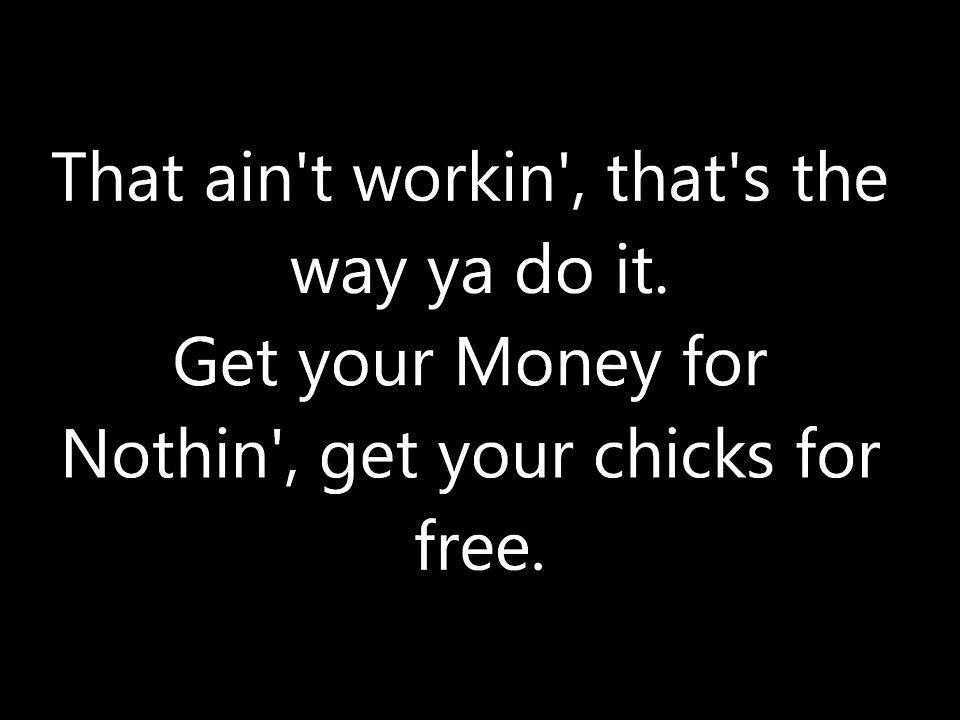 That ain't workin', that's the
way ya do it.
Get your Money for
Nothin', get your chicks for
free.